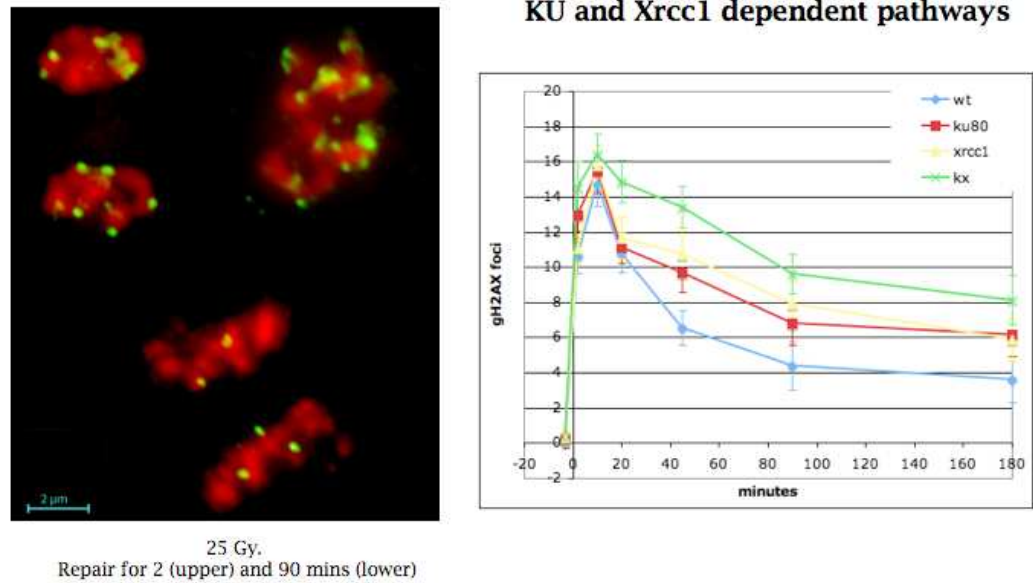 KU and Xrcc1 dependent pathways
20
18
16
14
12
10
8
6
4
2
0
-2
-20
0
20
40
60
80
100
120
140
160
180
gH2AX foci
minutes
wt
ku80
xrcc1
kx
2 μm
25 Gy.
Repair for 2 (upper) and 90 mins (lower)